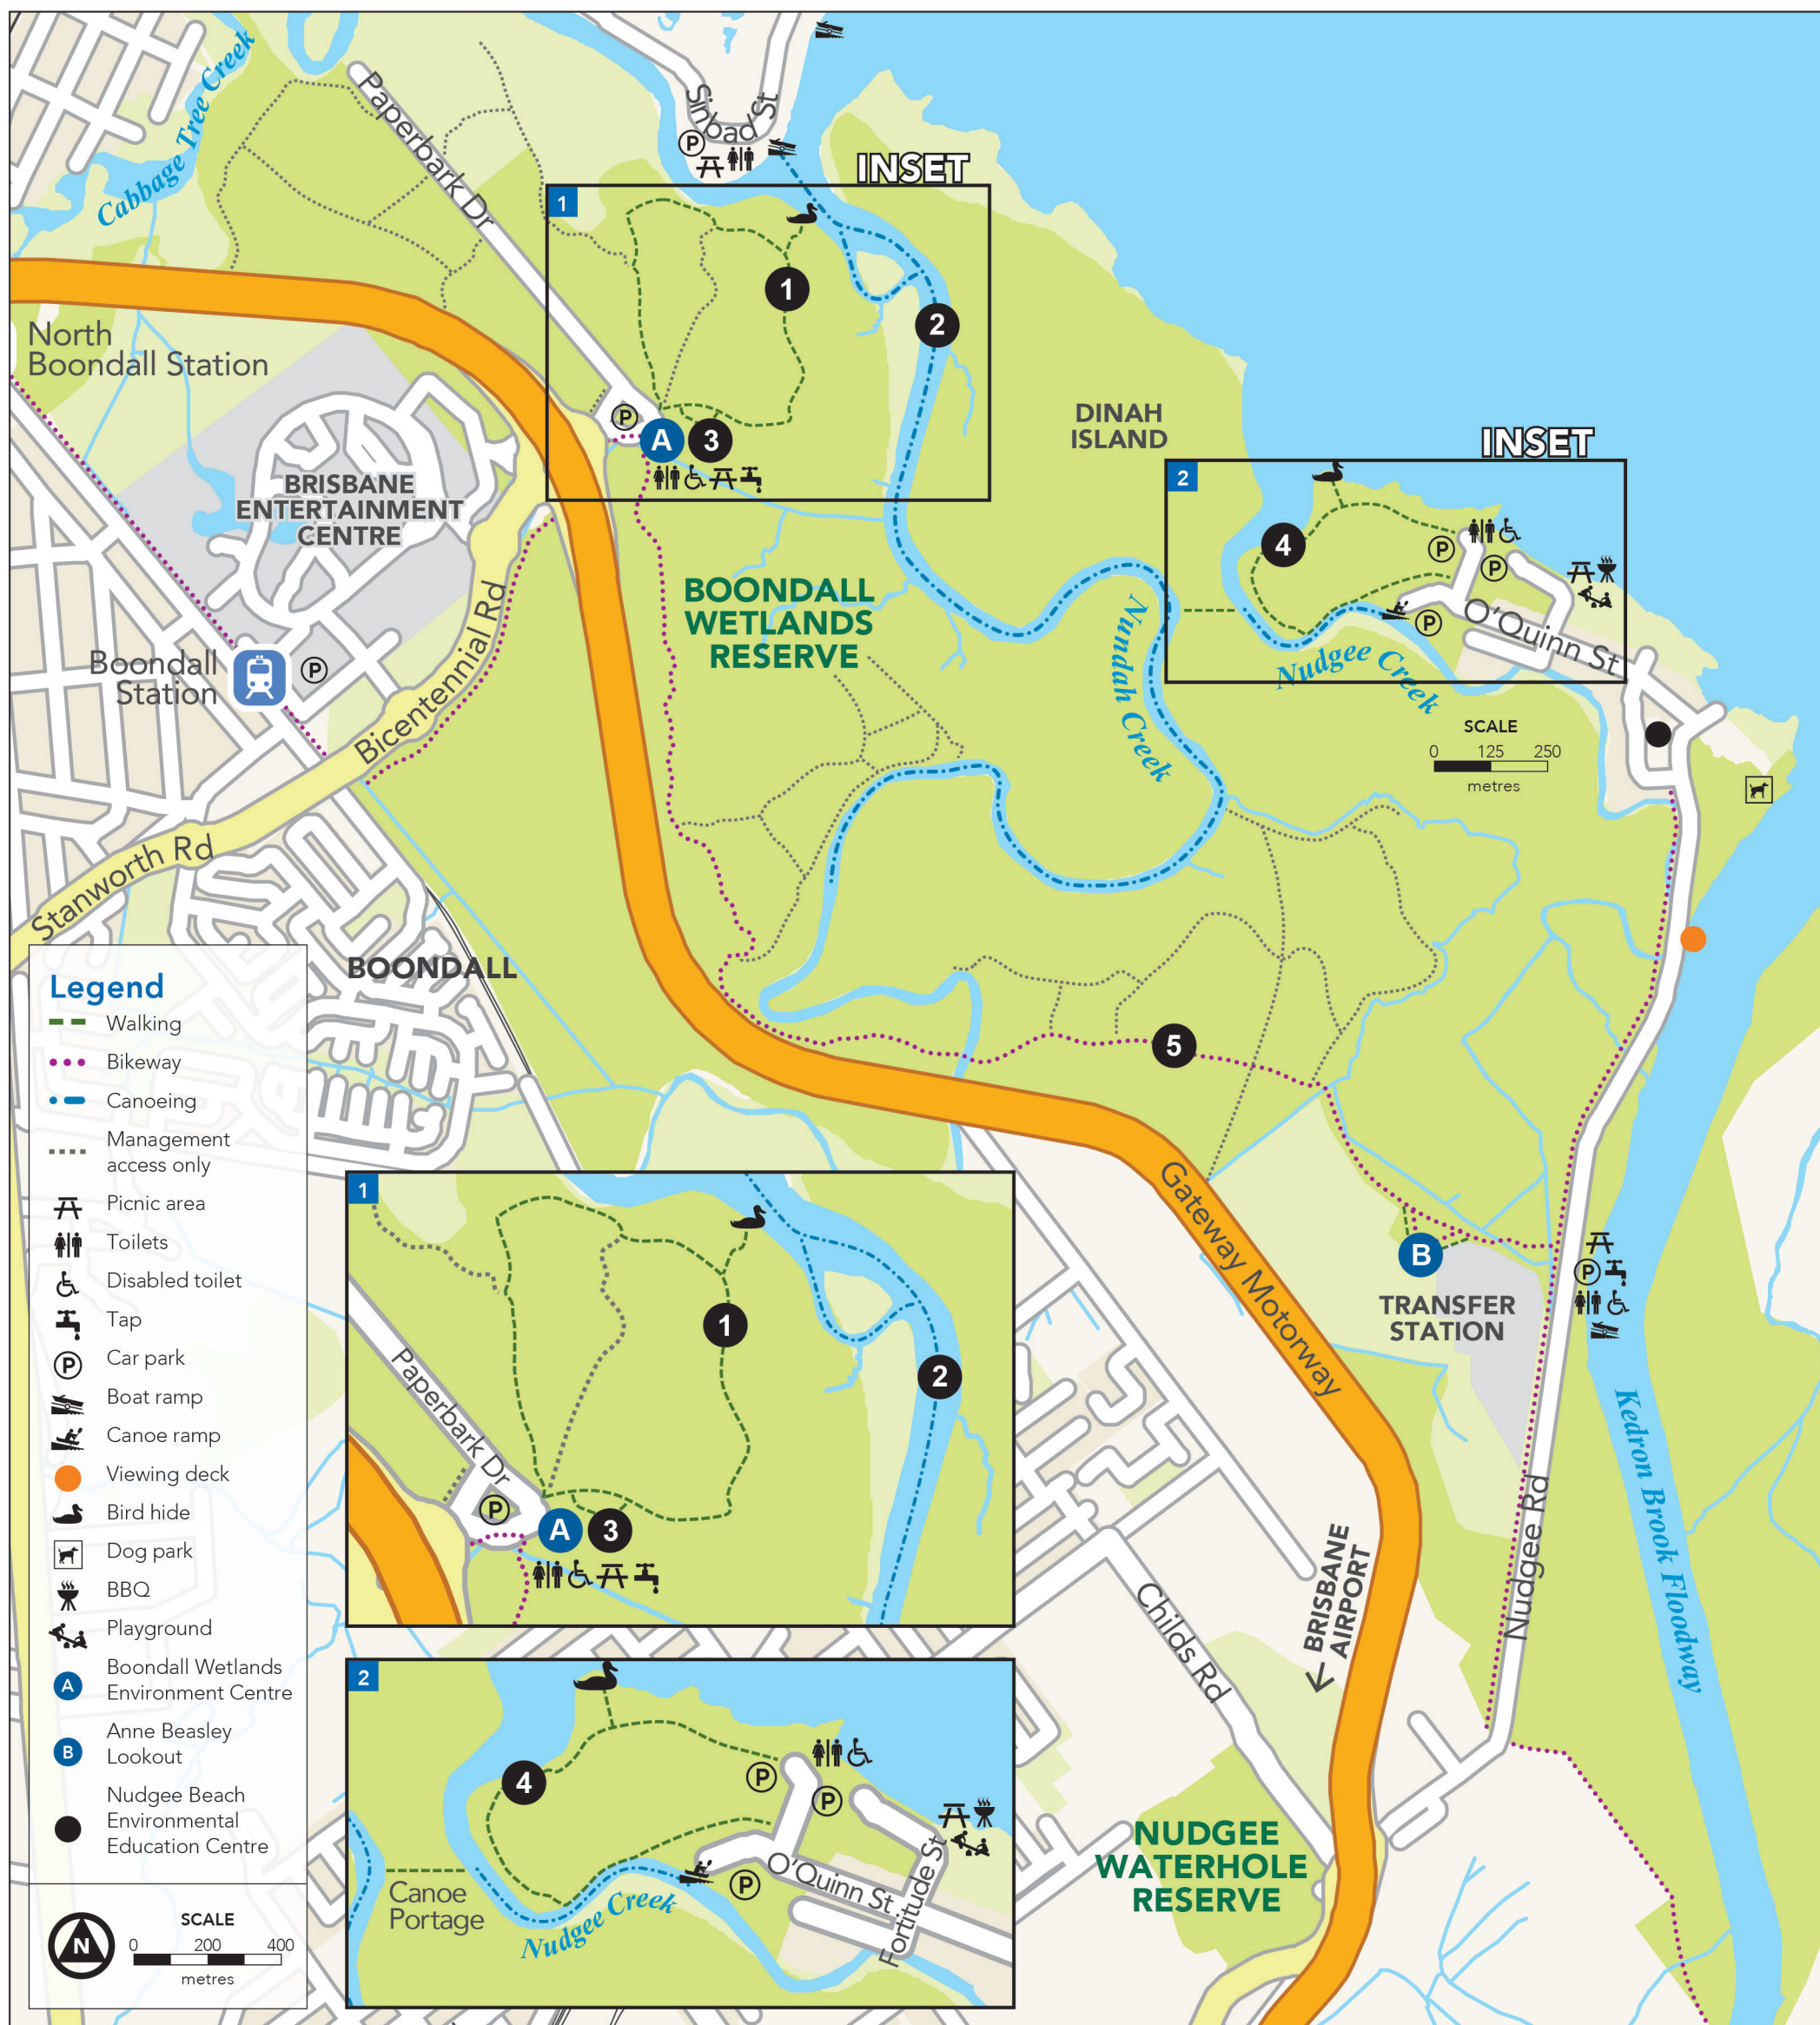 Cabbage Tree Creek
Paperbark Dr
Sinbad St
P
INSET
1
1
2
North
Boondall Station
P
A
3
DINAH
ISLAND
INSET
2
4
P
P
P
O'Quinn St
Nudgee Creek
BRISBANE
ENTERTAINMENT
CENTRE
BOONDALL
WETLANDS
RESERVE
Nundah Creek
Boondall
Station
P
Bicentennial Rd
SCALE
0 125 250
metres
Stanworth Rd
BOONDALL
5
Gateway Motorway
B
P
TRANSFER
STATION
Kedron Brook Floodway
Nudgee Rd
BRISBANE
AIRPORT
Childs Rd
NUDGEE
WATERHOLE
RESERVE
Legend
Walking
Bikeway
Canoeing
Management
access only
Picnic area
Toilets
Disabled toilet
Tap
P Car park
Boat ramp
Canoe ramp
Viewing deck
Bird hide
Dog park
BBQ
Playground
Boondall Wetlands
A Environment Centre
Anne Beasley
B Lookout
Nudgee Beach
Environmental
Education Centre
N
SCALE
0 200 400
metres
1
1
2
Paperbark Dr
P
A
3
2
4
P
P
P
O'Quinn St
Fortitude St
Canoe
Portage
Nudgee Creek